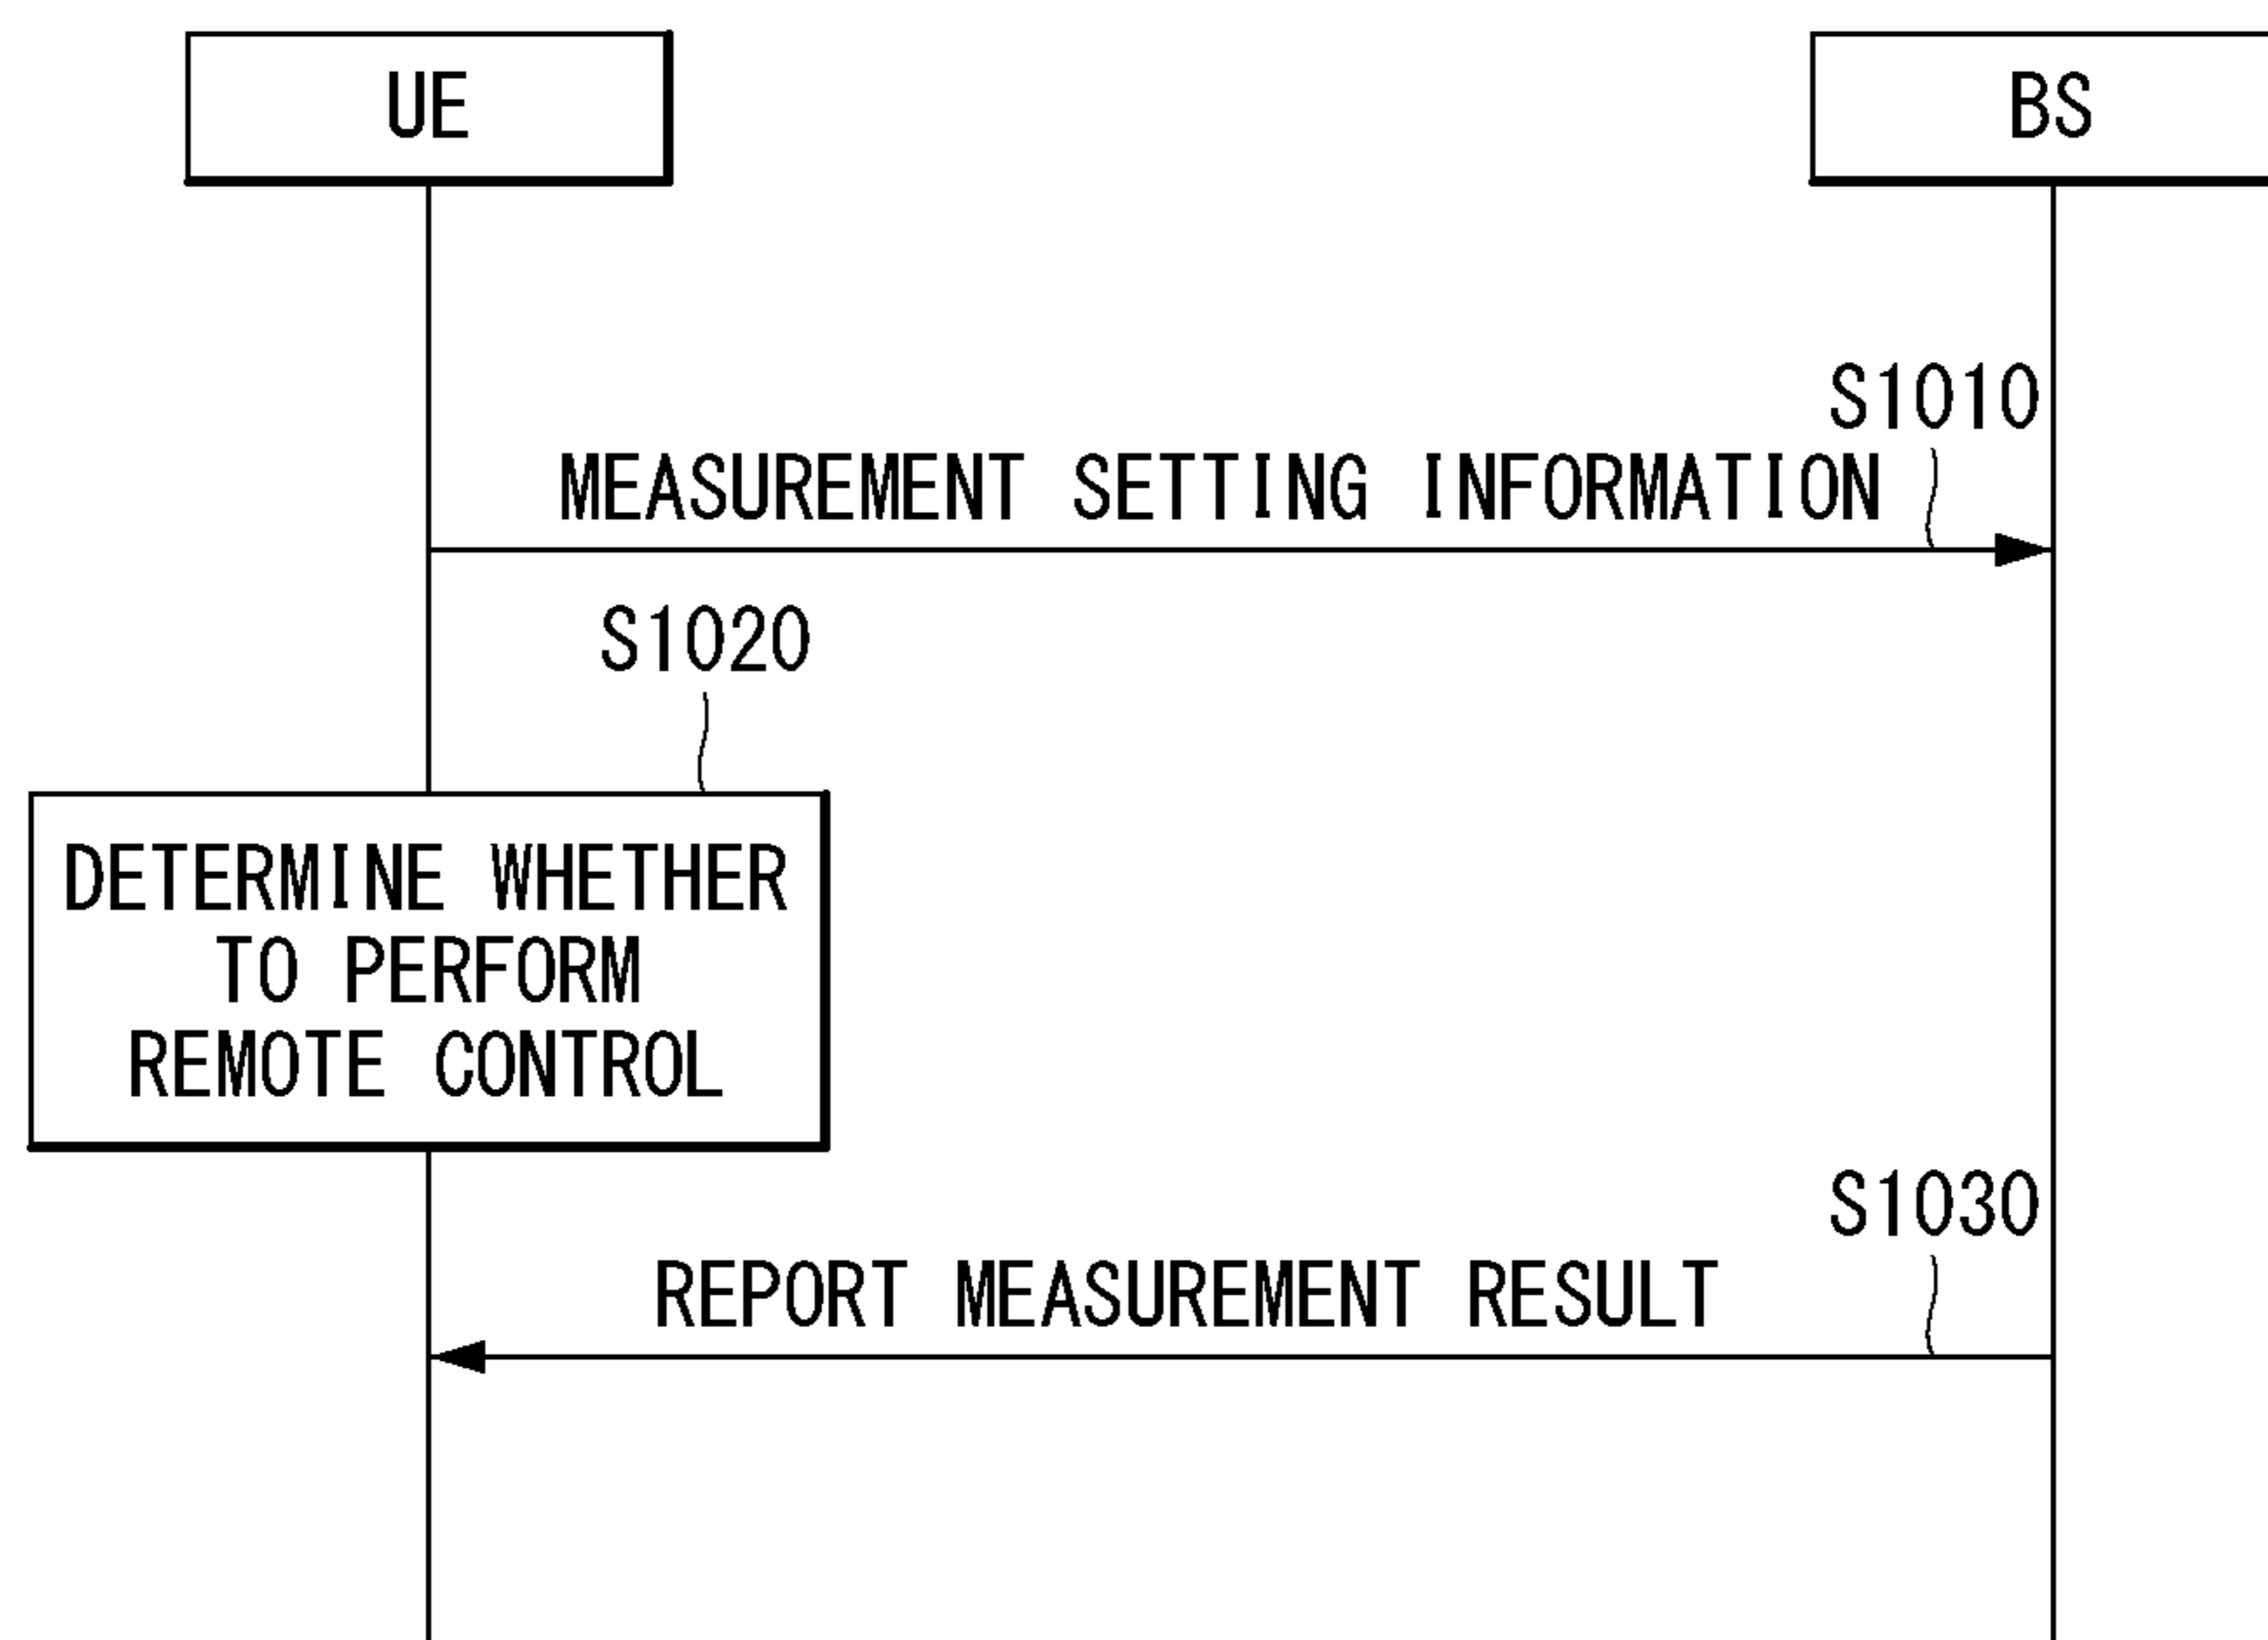 UE
BS
S1010
MEASUREMENT SETTING INFORMATION
S1020
DETERMINE WHETHER
TO PERFORM
REMOTE CONTROL
S1030
REPORT MEASUREMENT RESULT